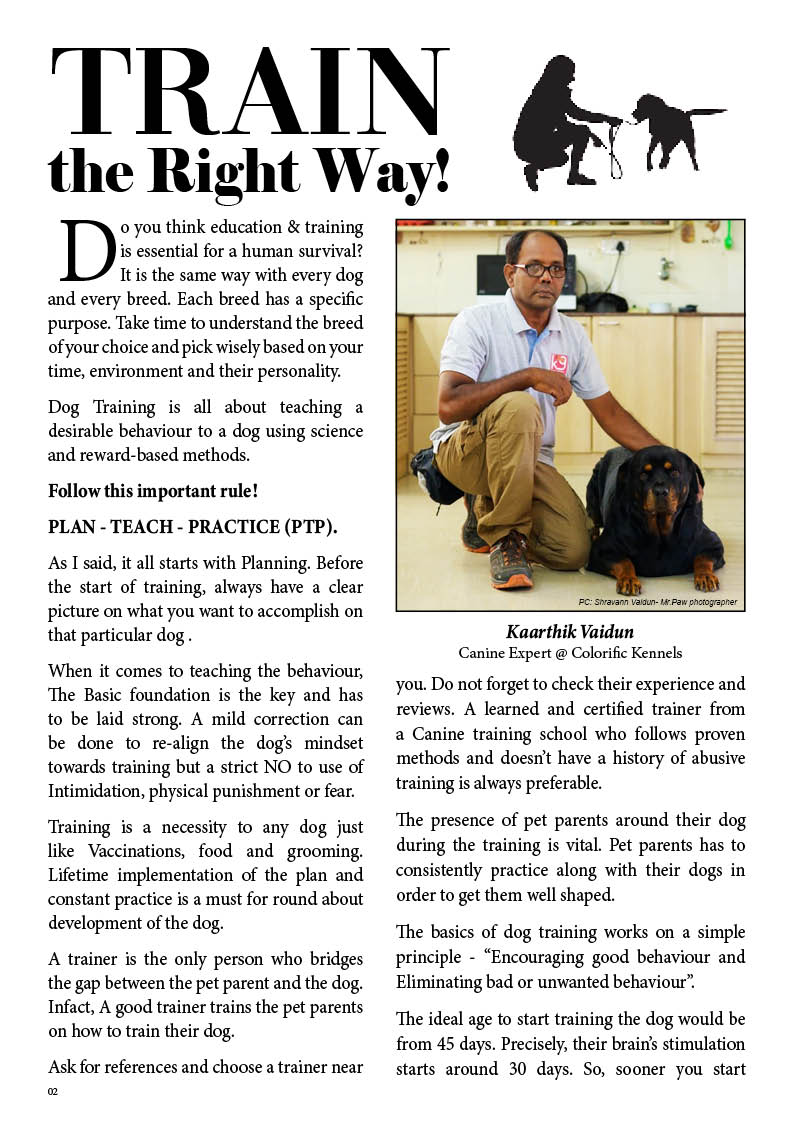 TRAIN
the Right Way!
Do you think education & training
is essential for a human survival?
It is the same way with every dog
and every breed. Each breed has a specific
purpose. Take time to understand the breed
of your choice and pick wisely based on your
time, environment and their personality.
Dog Training is all about teaching a
desirable behaviour to a dog using science
and reward-based methods.
Follow this important rule!
PLAN - TEACH - PRACTICE (PTP).
As I said, it all starts with Planning. Before
the start of training, always have a clear
picture on what you want to accomplish on
that particular dog .
When it comes to teaching the behaviour,
The Basic foundation is the key and has
to be laid strong. A mild correction can
be done to re-align the dog's mindset
towards training but a strict NO to use of
Intimidation, physical punishment or fear.
Training is a necessity to any dog just
like Vaccinations, food and grooming.
Lifetime implementation of the plan and
constant practice is a must for round about
development of the dog.
A trainer is the only person who bridges
the gap between the pet parent and the dog.
Infact, A good trainer trains the pet parents
on how to train their dog.
Ask for references and choose a trainer near
02
k9
PC: Shravann Vaidun- Mr.Paw photographer
Kaarthik Vaidun
Canine Expert @ Colorific Kennels
you. Do not forget to check their experience and
reviews. A learned and certified trainer from
a Canine training school who follows proven
methods and doesn't have a history of abusive
training is always preferable.
The presence of pet parents around their dog
during the training is vital. Pet parents has to
consistently practice along with their dogs in
order to get them well shaped.
The basics of dog training works on a simple
principle - “Encouraging good behaviour and
Eliminating bad or unwanted behaviour”.
The ideal age to start training the dog would be
from 45 days. Precisely, their brain's stimulation
starts around 30 days. So, sooner you start